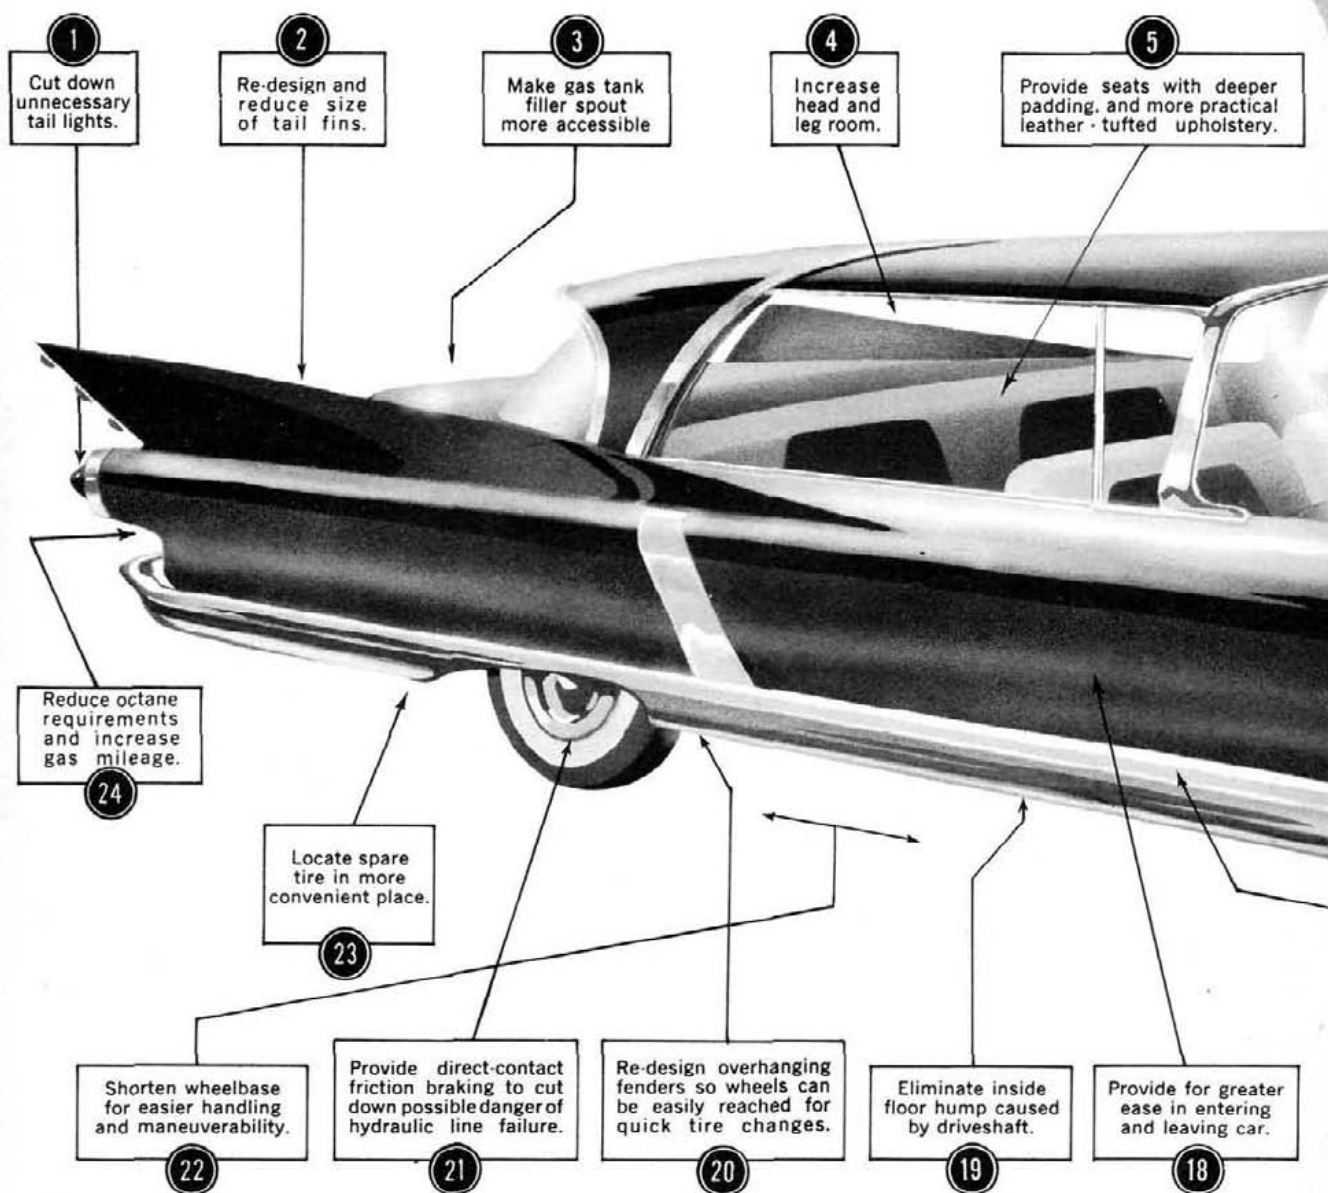 1
Cut down
unnecessary
tail lights.
2
Re-design and
reduce size
of tail fins.
3
Make gas tank
filler spout
more accessible
4
Increase
head and
leg room.
5
Provide seats with deeper
padding, and more practical
leather-tufted upholstery.
Reduce octane
requirements
and increase
gas mileage.
24
Locate spare
tire in more
convenient place.
23
Shorten wheelbase
for easier handling
and maneuverability.
22
Provide direct-contact
friction braking to cut
down possible danger of
hydraulic line failure.
21
Re-design overhanging
fenders so wheels can
be easily reached for
quick tire changes.
20
Eliminate inside
floor hump caused
by driveshaft.
19
Provide for greater
ease in entering
and leaving car.
18